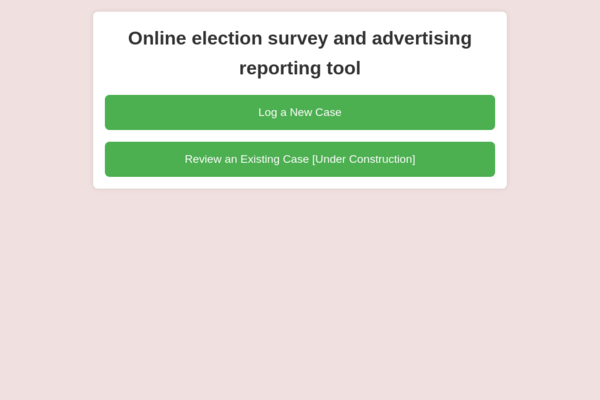 Online election survey and advertising
reporting tool
Log a New Case
Review an Existing Case [Under Construction]